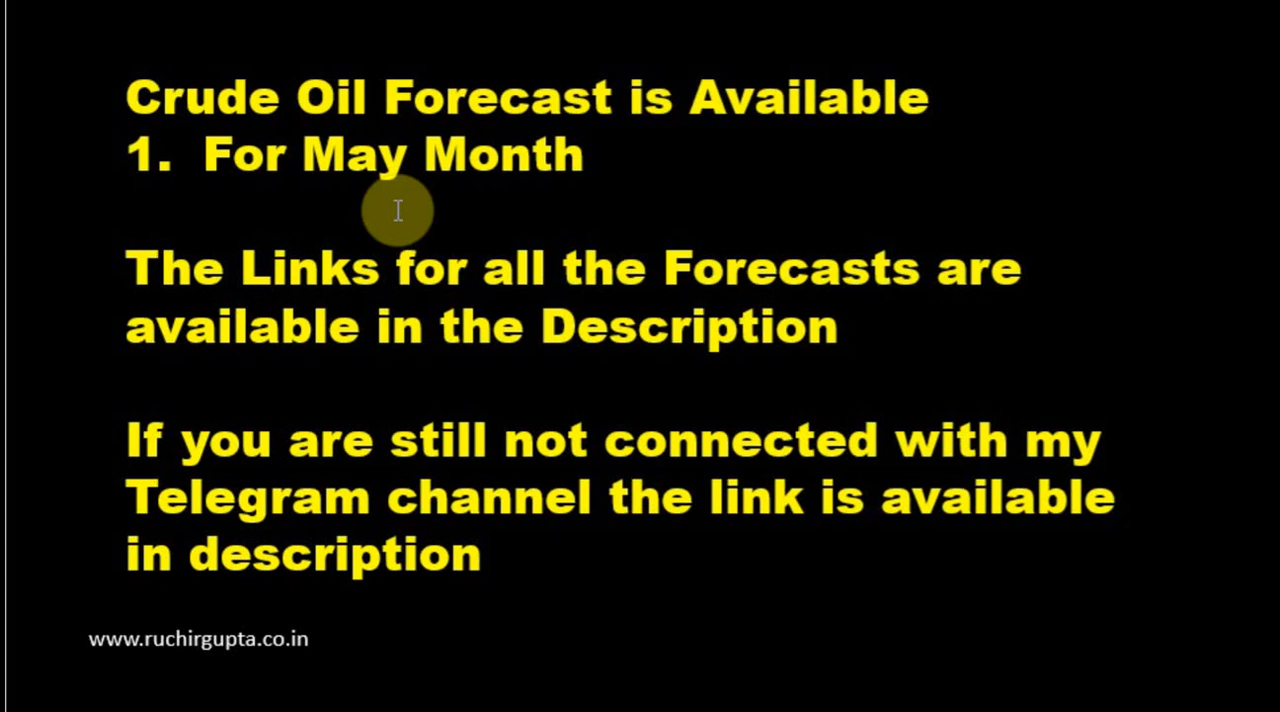 Crude Oil Forecast is Available
1. For May Month
The Links for all the Forecasts are
available in the Description
If you are still not connected with my
Telegram channel the link is available
in description
www.ruchirgupta.co.in